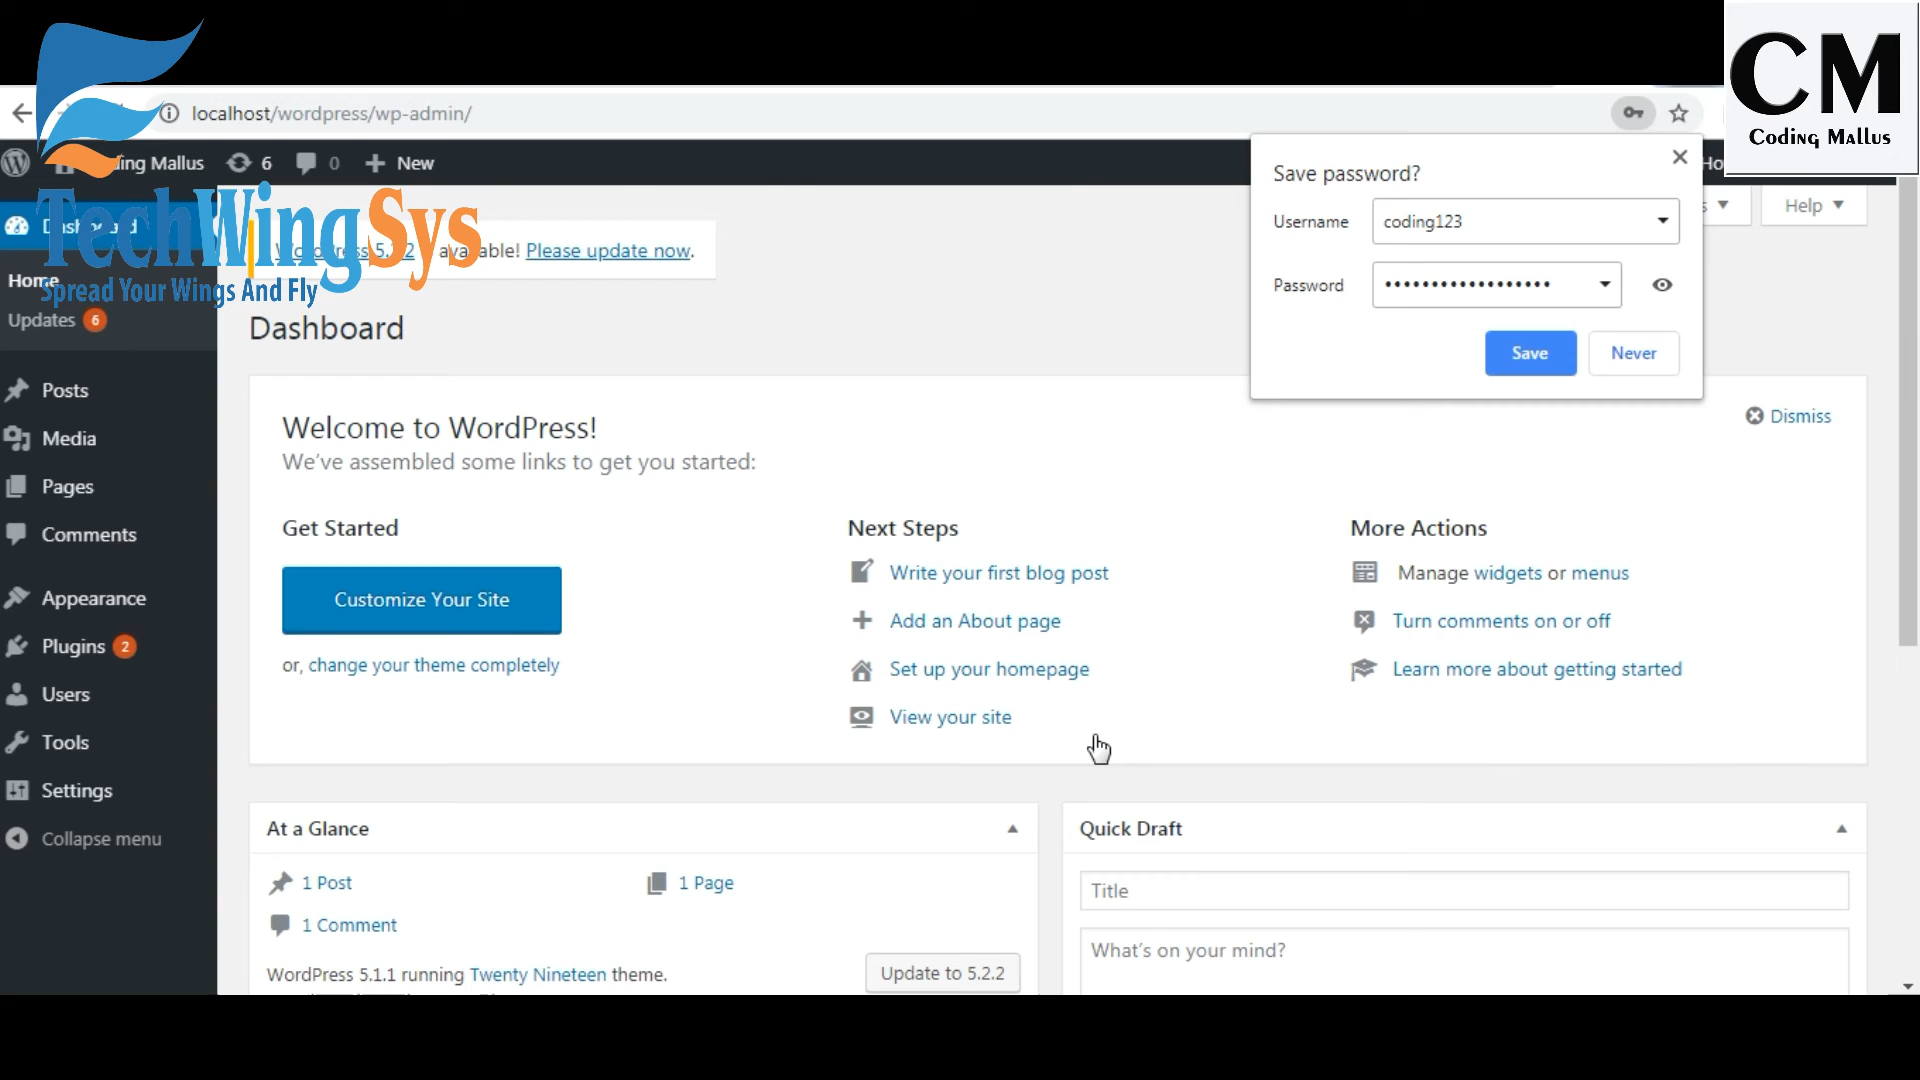 CM
Coding Mallus
localhost/wordpress/wp-admin/
ing Mallus
6
0
New
Save password?
Username
coding123
Password
••••••••••••••••••
Save
Never
Help
TechWingSys
Spread Your Wings And Fly
Dashboard
WordPress 5.2.2 available! Please update now.
Home
Updates 6
Posts
Media
Pages
Comments
Appearance
Plugins 2
Users
Tools
Settings
Collapse menu
Dashboard
Welcome to WordPress!
We've assembled some links to get you started:
Dismiss
Get Started
Customize Your Site
or, change your theme completely
Next Steps
Write your first blog post
Add an About page
Set up your homepage
View your site
More Actions
Manage widgets or menus
Turn comments on or off
Learn more about getting started
At a Glance
1 Post
1 Page
1 Comment
WordPress 5.1.1 running Twenty Nineteen theme.
Update to 5.2.2
Quick Draft
Title
What's on your mind?